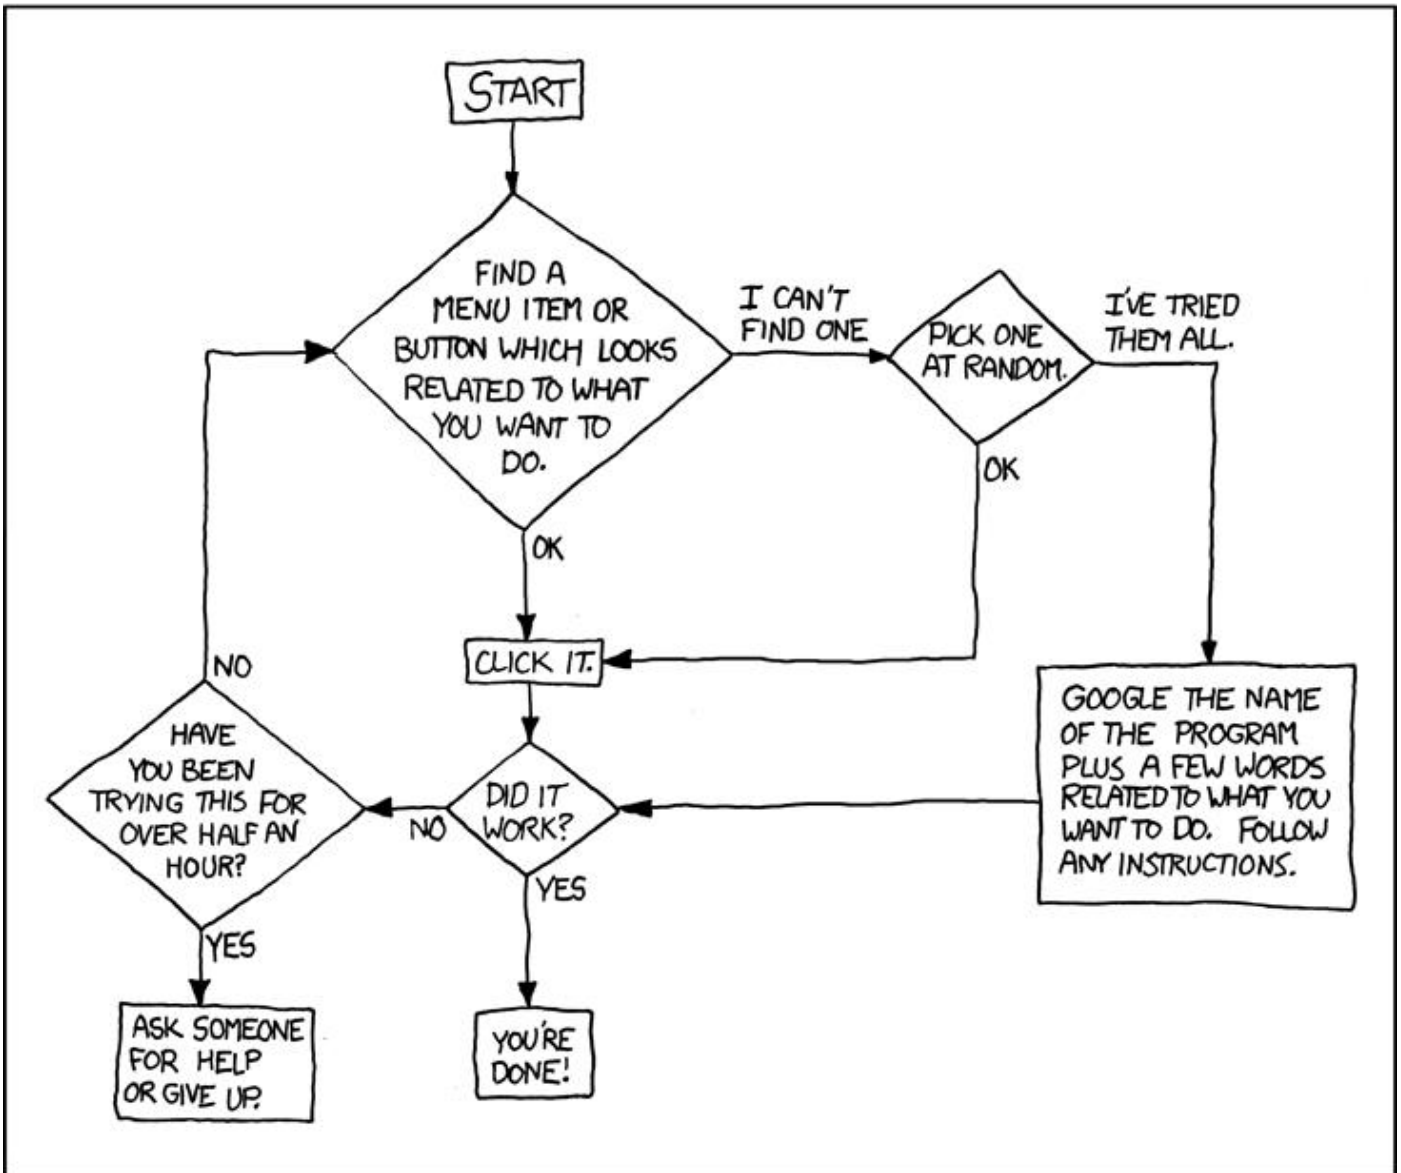 START
FIND A
MENU ITEM OR
BUTTON WHICH LOOKS
RELATED TO WHAT
YOU WANT TO
DO.
I CAN'T
FIND ONE
PICK ONE
AT RANDOM.
I'VE TRIED
THEM ALL.
OK
OK
CLICK IT.
NO
HAVE
YOU BEEN
TRYING THIS FOR
OVER HALF AN
HOUR?
NO
DID IT
WORK?
GOOGLE THE NAME
OF THE PROGRAM
PLUS A FEW WORDS
RELATED TO WHAT YOU
WANT TO DO. FOLLOW
ANY INSTRUCTIONS.
YES
YES
ASK SOMEONE
FOR HELP
OR GIVE UP.
YOU'RE
DONE!